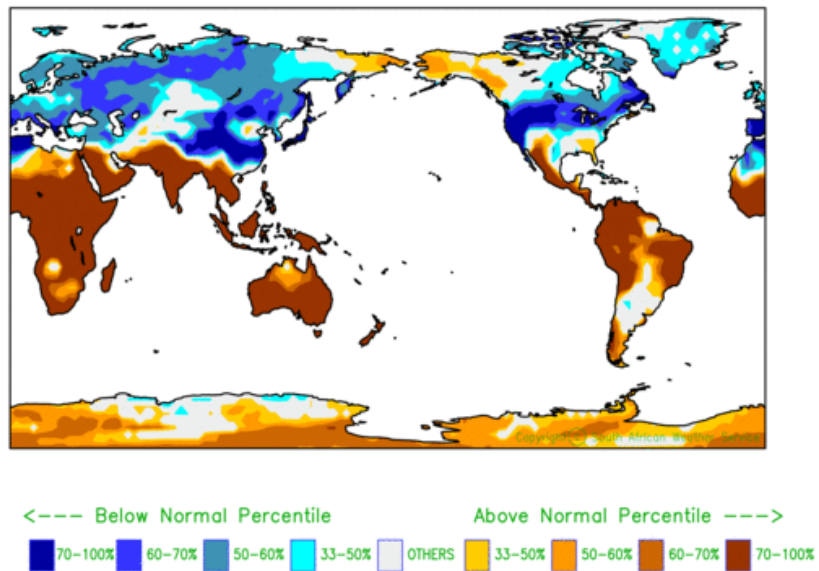 Copyright (C) South African Weather Service
<--- Below Normal Percentile
Above Normal Percentile --->
70-100% 60-70% 50-60% 33-50% OTHERS 33-50% 50-60% 60-70% 70-100%